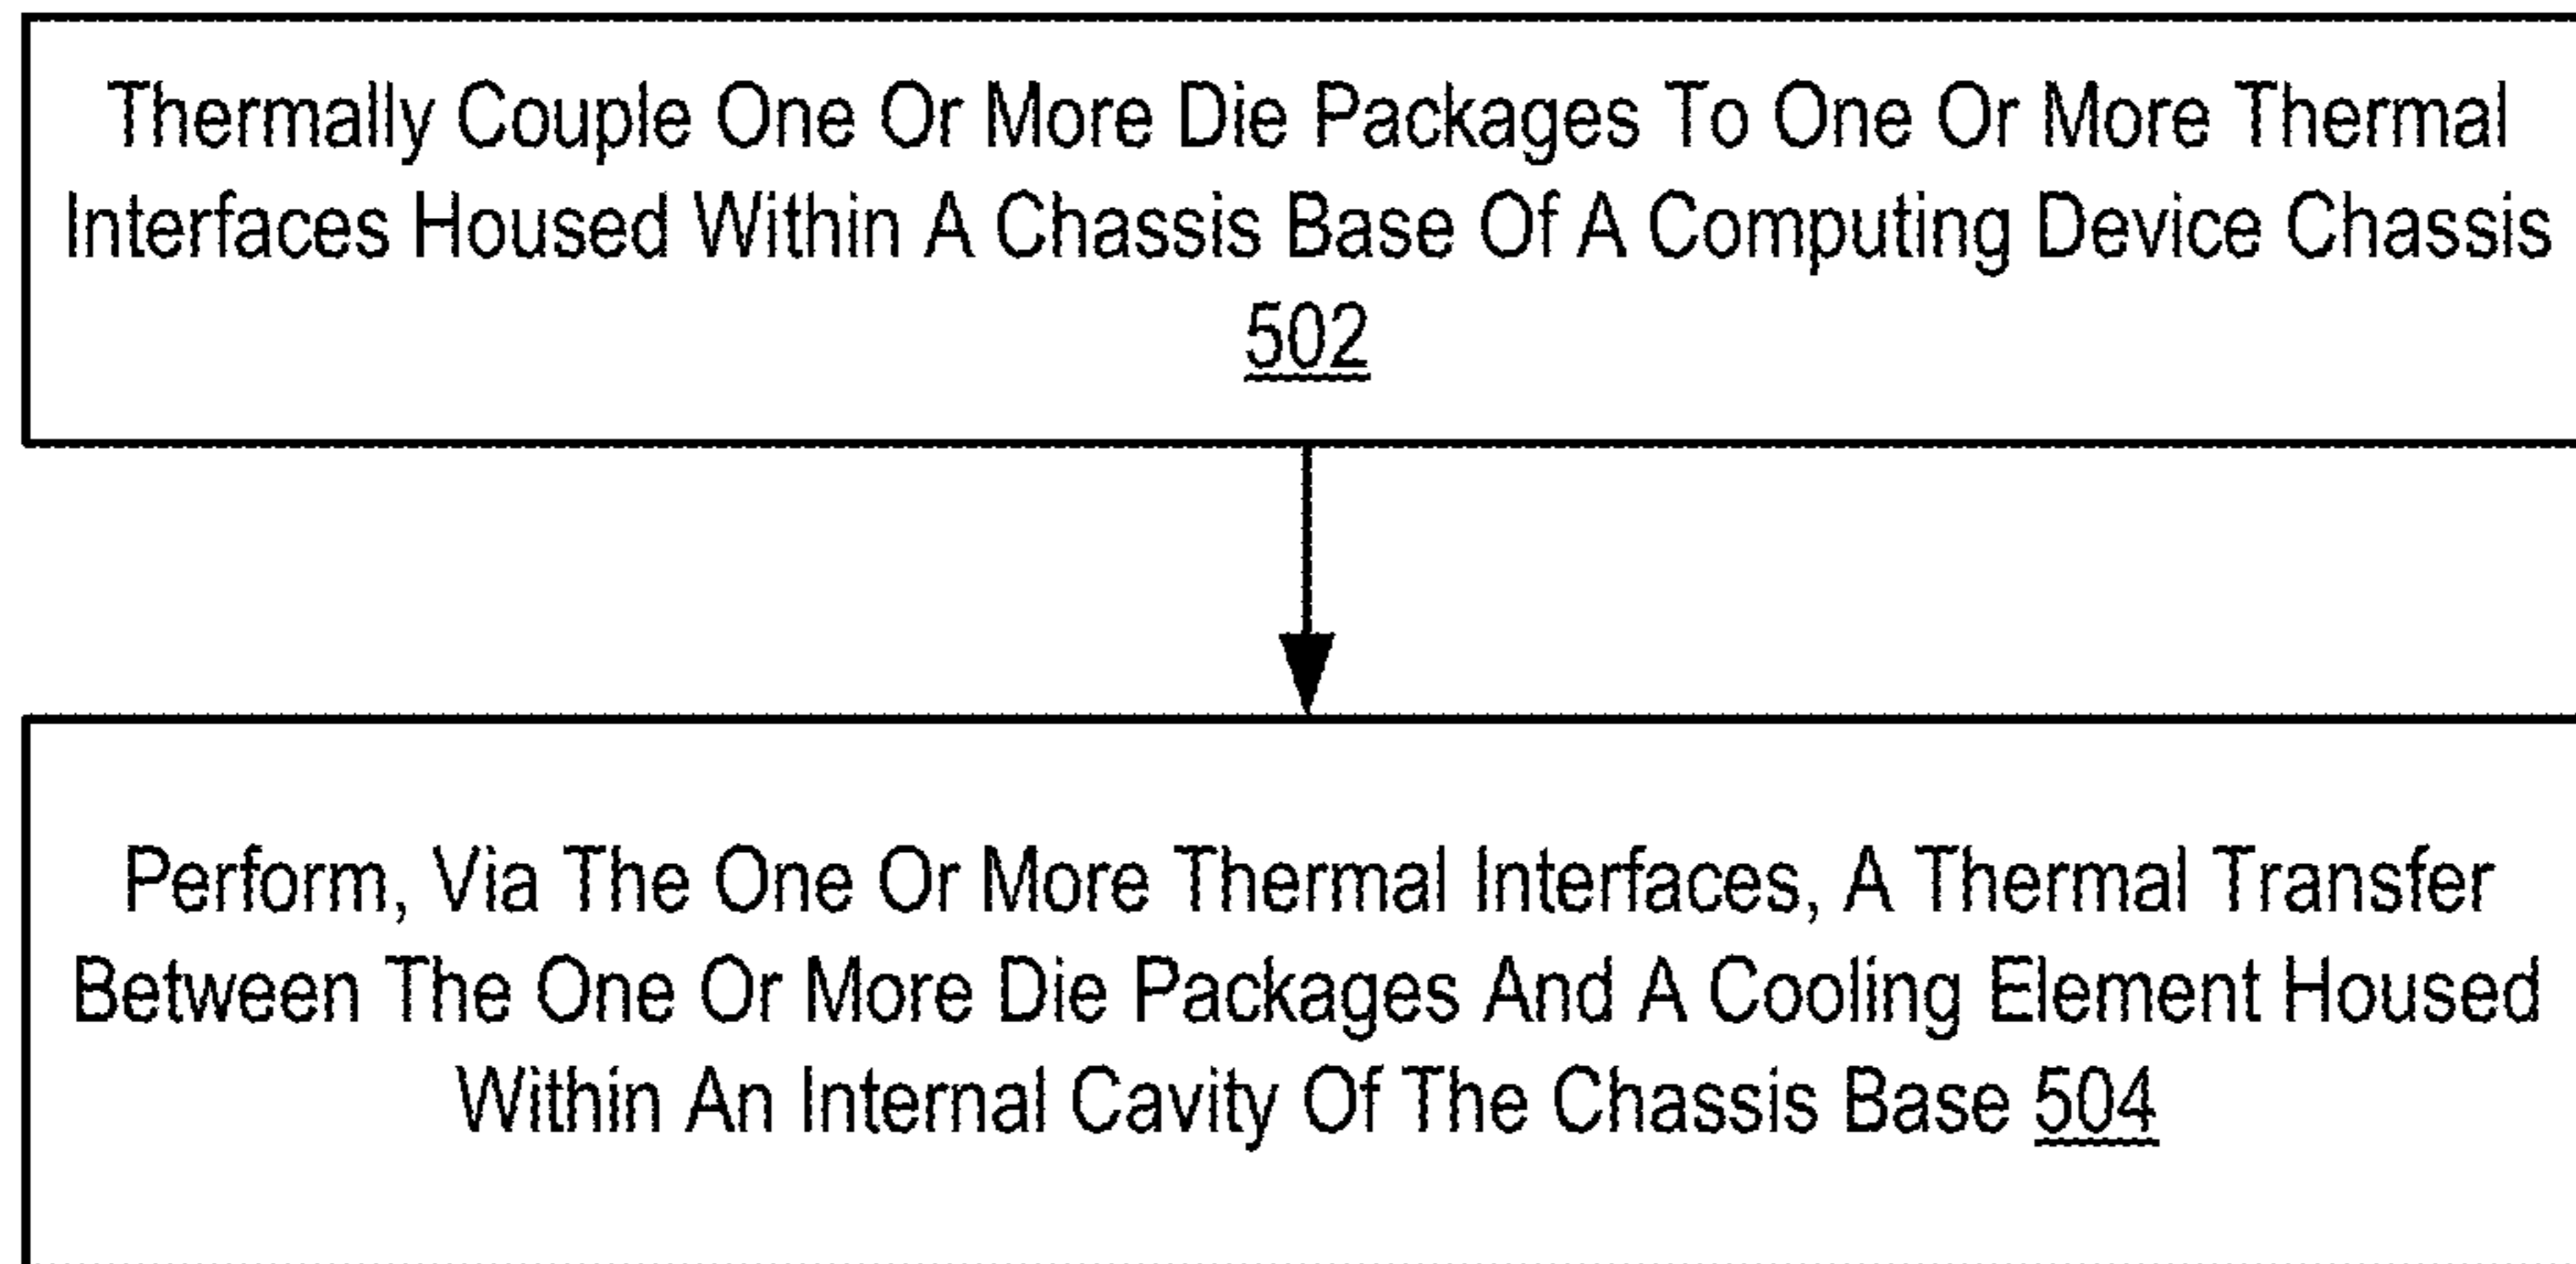 Thermally Couple One Or More Die Packages To One Or More Thermal
Interfaces Housed Within A Chassis Base Of A Computing Device Chassis
502
Perform, Via The One Or More Thermal Interfaces, A Thermal Transfer
Between The One Or More Die Packages And A Cooling Element Housed
Within An Internal Cavity Of The Chassis Base 504